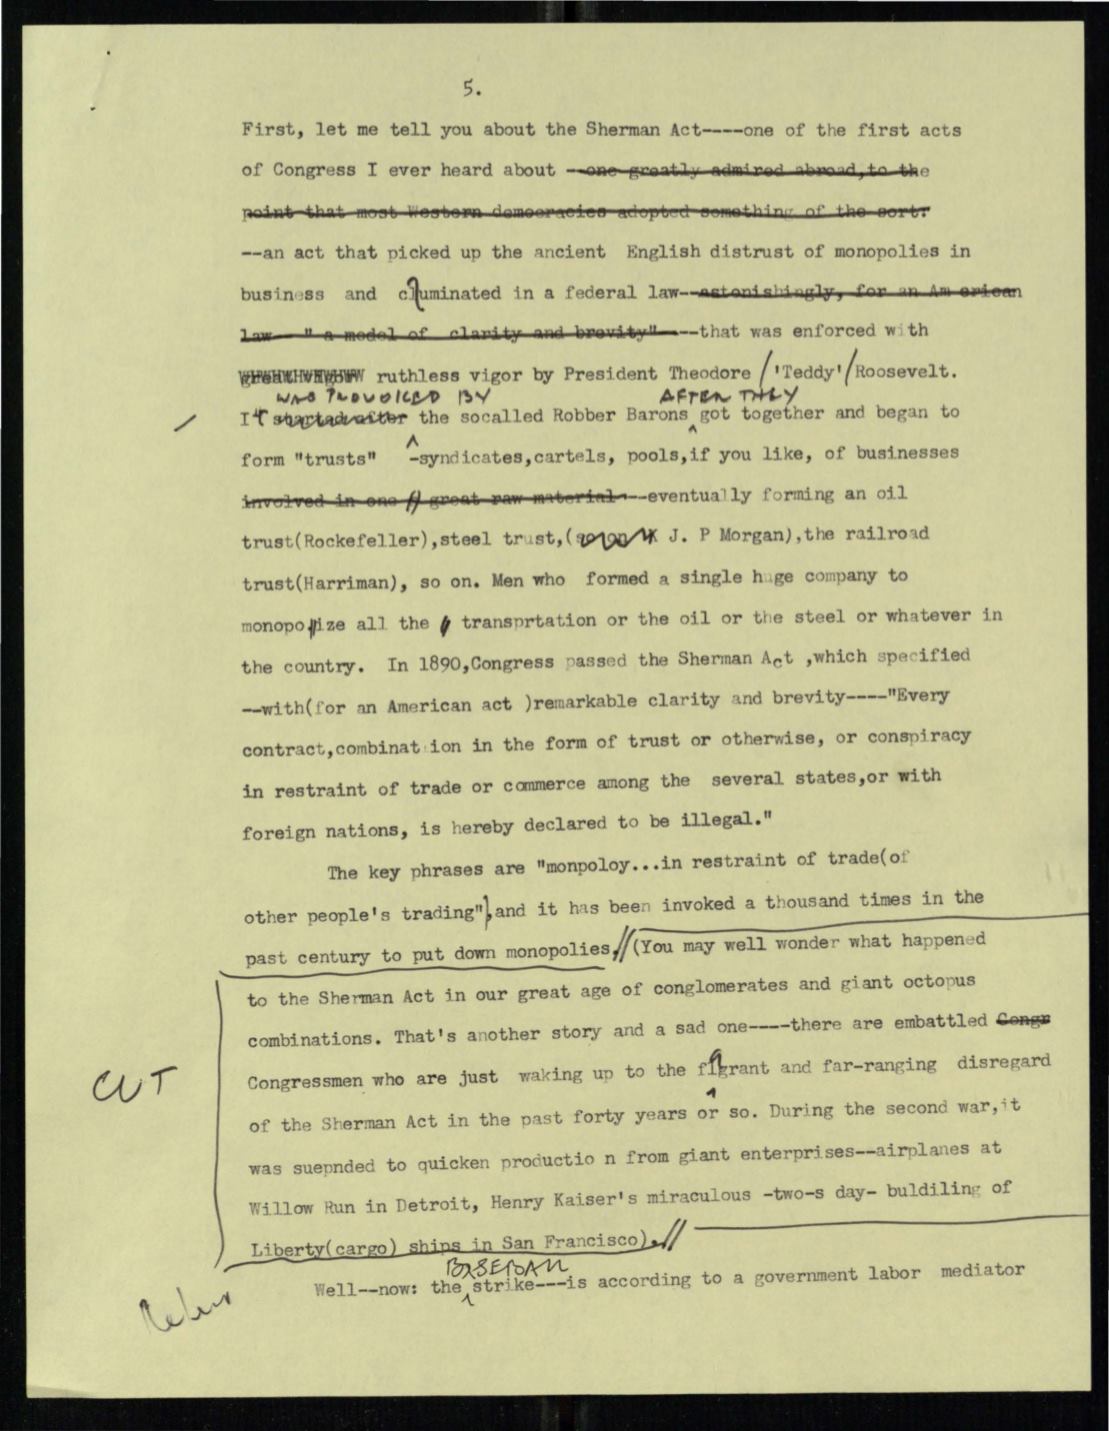 5.
First, let me tell you about the Sherman Act----one of the first acts
of Congress I ever heard about --one greatly admired abroad,to the
point that most Western democracies adopted something of the sort.
--an act that picked up the ancient English distrust of monopolies in
business and cluminated in a federal law--astonishingly, for an Am erican
law--"a model of clarity and brevity"----that was enforced with
ruthless vigor by President Theodore /'Teddy'/Roosevelt.
WAS PROVOKED BY AFTER THEY
It started after the socalled Robber Barons got together and began to
form "trusts" -syndicates,cartels, pools,if you like, of businesses
involved in one great raw material---eventually forming an oil
trust(Rockefeller),steel trust,(so on J. P Morgan),the railroad
trust(Harriman), so on. Men who formed a single huge company to
monopolize all the transprtation or the oil or the steel or whatever in
the country. In 1890,Congress passed the Sherman Act ,which specified
--with(for an American act )remarkable clarity and brevity----"Every
contract,combination in the form of trust or otherwise, or conspiracy
in restraint of trade or commerce among the several states,or with
foreign nations, is hereby declared to be illegal."
The key phrases are "monpoloy...in restraint of trade(of
other people's trading"),and it has been invoked a thousand times in the
past century to put down monopolies.//(You may well wonder what happened
to the Sherman Act in our great age of conglomerates and giant octopus
combinations. That's another story and a sad one----there are embattled Congr
Congressmen who are just waking up to the flagrant and far-ranging disregard
CUT
of the Sherman Act in the past forty years or so. During the second war,it
was suepnded to quicken productio n from giant enterprises--airplanes at
Willow Run in Detroit, Henry Kaiser's miraculous -two-s day- buldiling of
Liberty(cargo) ships in San Francisco).//
BASEBALL
Well--now: the strike---is according to a government labor mediator